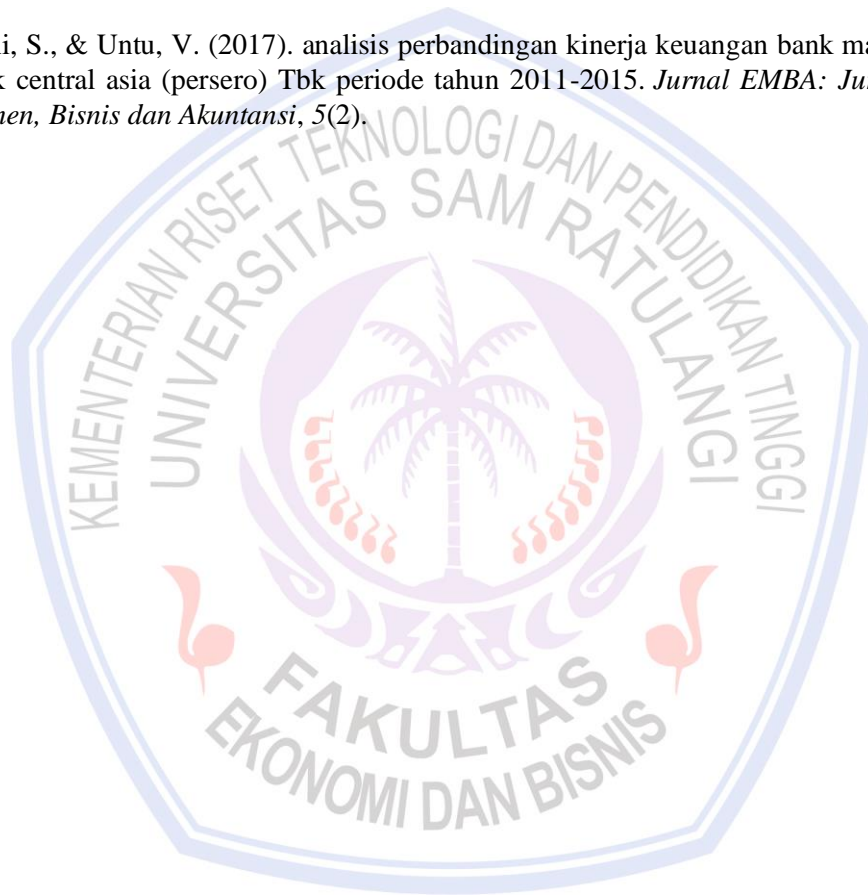 i, S., & Untu, V. (2017). analisis perbandingan kinerja keuangan bank ma
k central asia (persero) Tbk periode tahun 2011-2015. Jurnal EMBA: Ju
nen, Bisnis dan Akuntansi, 5(2).
KEMENTERIAN RISET TEKNOLOGI DAN PENDIDIKAN TINGGI
UNIVERSITAS SAM RATULANGI
FAKULTAS
EKONOMI DAN BISNIS